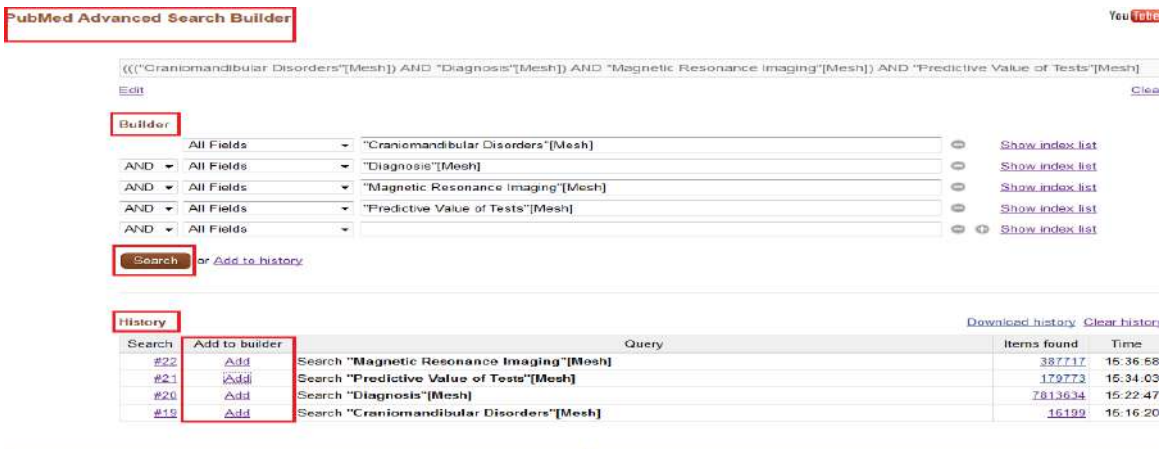 PubMed Advanced Search Builder
You Tube
((("Craniomandibular Disorders"[Mesh]) AND "Diagnosis"[Mesh]) AND "Magnetic Resonance Imaging"[Mesh]) AND "Predictive Value of Tests"[Mesh]
Edit Clea
Builder
All Fields "Craniomandibular Disorders"[Mesh] Show index list
AND All Fields "Diagnosis"[Mesh] Show index list
AND All Fields "Magnetic Resonance Imaging"[Mesh] Show index list
AND All Fields "Predictive Value of Tests"[Mesh] Show index list
AND All Fields Show index list
Search or Add to history
History Download history Clear history
Search Add to builder Query Items found Time
#22 Add Search "Magnetic Resonance Imaging"[Mesh] 387717 15:36:58
#21 Add Search "Predictive Value of Tests"[Mesh] 179773 15:34:03
#20 Add Search "Diagnosis"[Mesh] 7813634 15:22:47
#19 Add Search "Craniomandibular Disorders"[Mesh] 16199 15:16:20